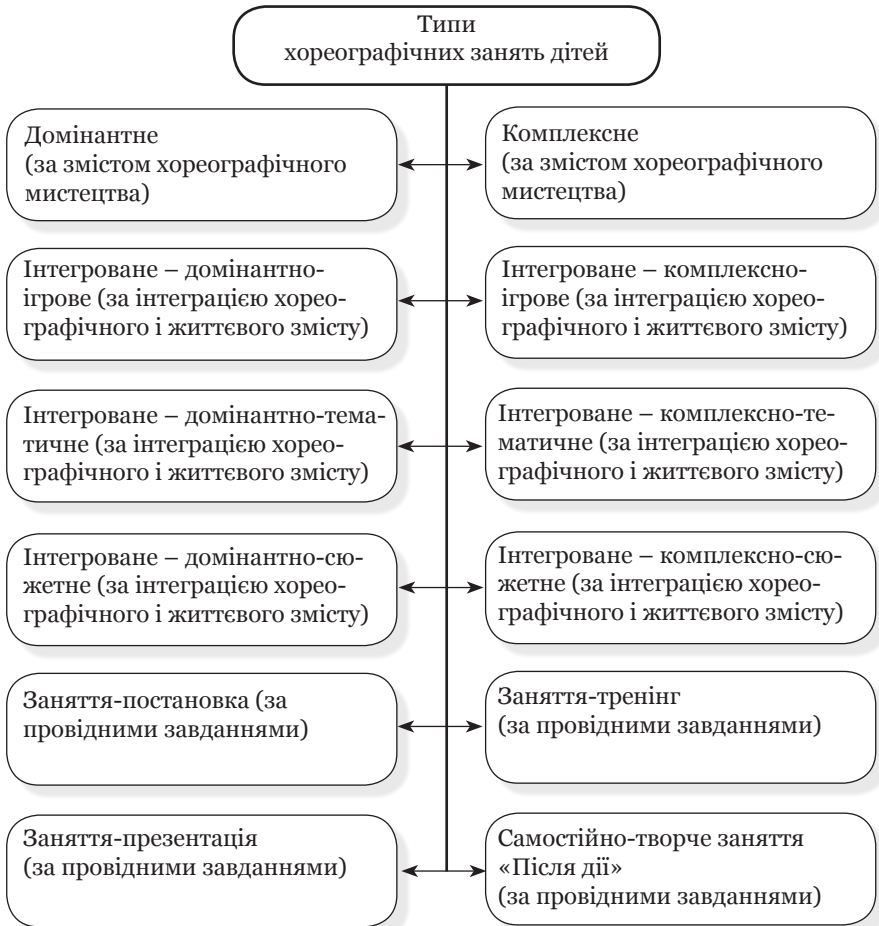 Типи
хореографічних занять дітей
Домінантне
(за змістом хореографічного
мистецтва)
Комплексне
(за змістом хореографічного
мистецтва)
Інтегроване – домінантно-
ігрове (за інтеграцією хорео-
графічного і життєвого змісту)
Інтегроване – комплексно-
ігрове (за інтеграцією хорео-
графічного і життєвого змісту)
Інтегроване – домінантно-тема-
тичне (за інтеграцією хорео-
графічного і життєвого змісту)
Інтегроване – комплексно-те-
матичне (за інтеграцією хорео-
графічного і життєвого змісту)
Інтегроване – домінантно-сю-
жетне (за інтеграцією хорео-
графічного і життєвого змісту)
Інтегроване – комплексно-сю-
жетне (за інтеграцією хорео-
графічного і життєвого змісту)
Заняття-постановка (за
провідними завданнями)
Заняття-тренінг
(за провідними завданнями)
Заняття-презентація
(за провідними завданнями)
Самостійно-творче заняття
«Після дії»
(за провідними завданнями)